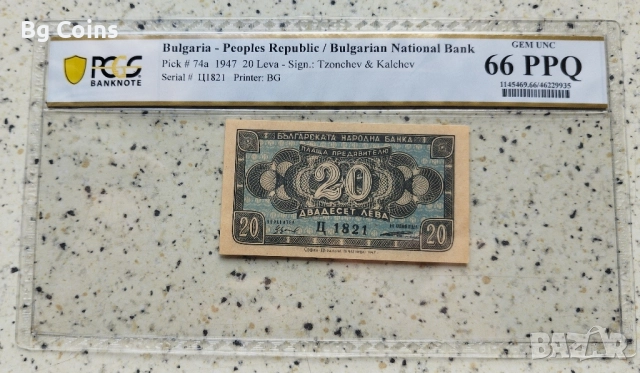 Bg Coins
PCGS
BANKNOTE
Bulgaria - Peoples Republic / Bulgarian National Bank
Pick # 74a 1947 20 Leva - Sign.: Tzonchev & Kalchev
Serial # Ц1821 Printer: BG
GEM UNC
66 PPQ
1145469.66/46229935
БЪЛГАРСКАТА НАРОДНА БАНКА
ПЛАЩА ПРЕДЯВИТЕЛЮ
20
ДВАДЕСЕТ ЛЕВА
20 Ц 1821 20
BAZAR